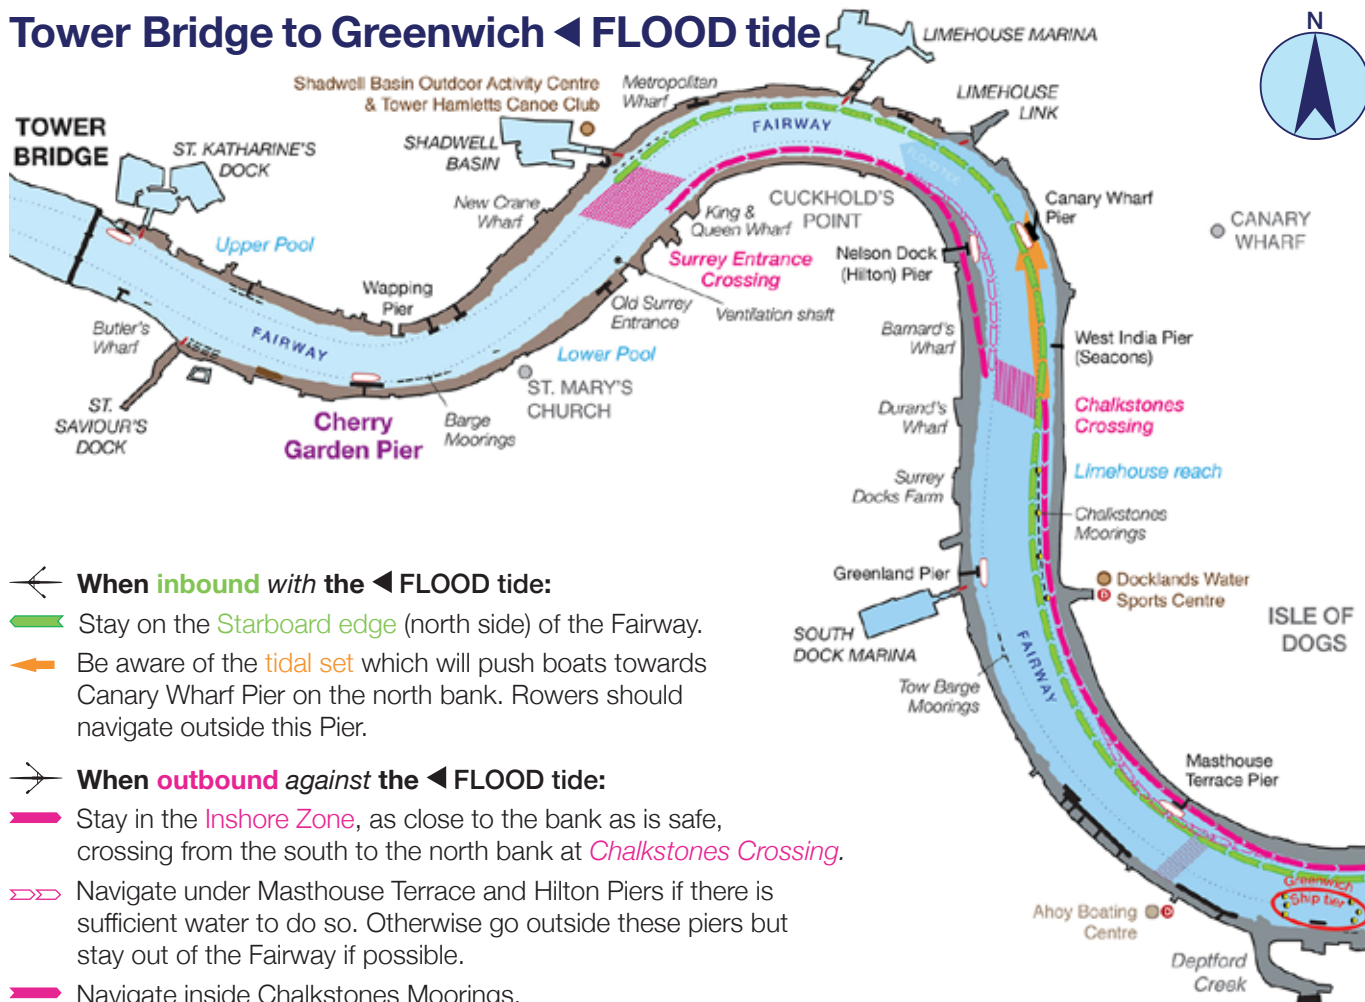 Tower Bridge to Greenwich ◀ FLOOD tide
N
LIMEHOUSE MARINA
Shadwell Basin Outdoor Activity Centre
& Tower Hamletts Canoe Club
Metropolitan
Wharf
LIMEHOUSE
LINK
TOWER
BRIDGE
ST. KATHARINE'S
DOCK
SHADWELL
BASIN
FAIRWAY
FLOOD TIDE
New Crane
Wharf
King &
Queen Wharf
CUCKHOLD'S
POINT
Canary Wharf
Pier
CANARY
WHARF
Upper Pool
Surrey Entrance
Crossing
Nelson Dock
(Hilton) Pier
Wapping
Pier
Old Surrey
Entrance
Ventilation shaft
Butler's
Wharf
FAIRWAY
Barnard's
Wharf
West India Pier
(Seacons)
Lower Pool
ST. MARY'S
CHURCH
ST.
SAVIOUR'S
DOCK
Cherry
Garden Pier
Barge
Moorings
Durand's
Wharf
Chalkstones
Crossing
Surrey
Docks Farm
Limehouse reach
Chalkstones
Moorings
Greenland Pier
D
Docklands Water
Sports Centre
SOUTH
DOCK MARINA
ISLE OF
DOGS
FAIRWAY
Tow Barge
Moorings
Masthouse
Terrace Pier
Greenwich
Ship tier
Ahoy Boating
Centre
D
Deptford
Creek
When inbound with the ◀ FLOOD tide:
Stay on the Starboard edge (north side) of the Fairway.
Be aware of the tidal set which will push boats towards
Canary Wharf Pier on the north bank. Rowers should
navigate outside this Pier.
When outbound against the ◀ FLOOD tide:
Stay in the Inshore Zone, as close to the bank as is safe,
crossing from the south to the north bank at Chalkstones Crossing.
Navigate under Masthouse Terrace and Hilton Piers if there is
sufficient water to do so. Otherwise go outside these piers but
stay out of the Fairway if possible.
Navigate inside Chalkstones Moorings.